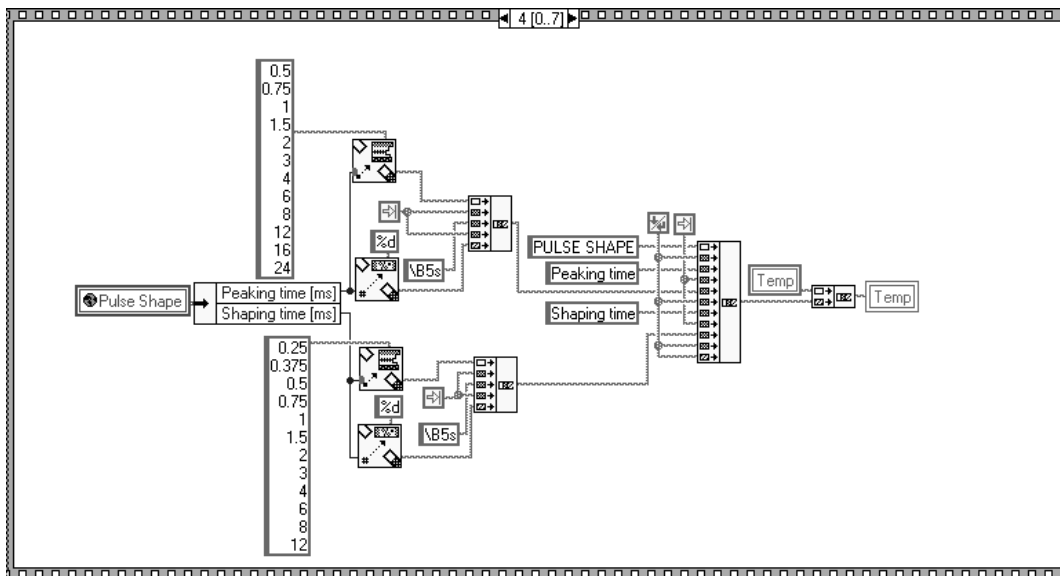 4 [0..7]
0.5
0.75
1
1.5
2
3
4
6
8
12
16
24
%d
\B5s
Pulse Shape
Peaking time [ms]
Shaping time [ms]
PULSE SHAPE
Peaking time
Shaping time
Temp
Temp
0.25
0.375
0.5
0.75
1
1.5
2
3
4
6
8
12
%d
\B5s